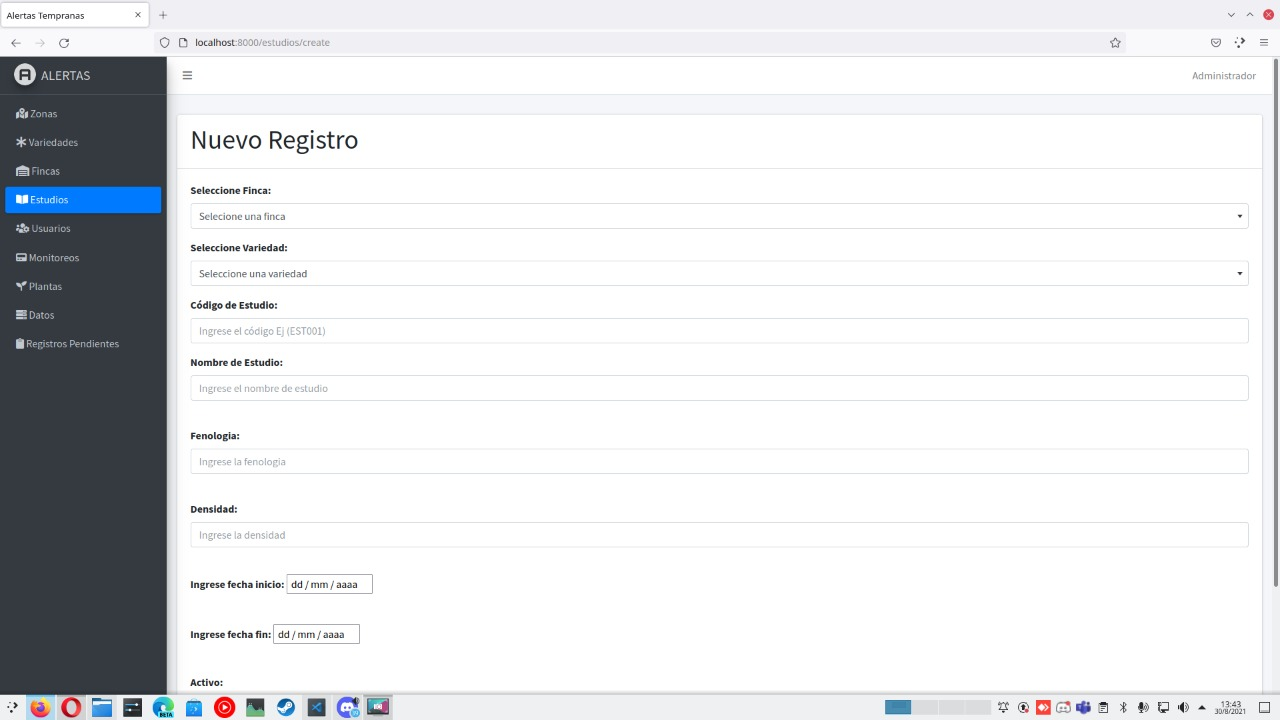 Alertas Tempranas
localhost:8000/estudios/create
ALERTAS
Administrador
Zonas
Variedades
Fincas
Estudios
Usuarios
Monitoreos
Plantas
Datos
Registros Pendientes
Nuevo Registro
Seleccione Finca:
Selecione una finca
Seleccione Variedad:
Seleccione una variedad
Código de Estudio:
Ingrese el código Ej (EST001)
Nombre de Estudio:
Ingrese el nombre de estudio
Fenologia:
Ingrese la fenologia
Densidad:
Ingrese la densidad
Ingrese fecha inicio: dd / mm / aaaa
Ingrese fecha fin: dd / mm / aaaa
Activo:
BETA
13:43
30/8/2021